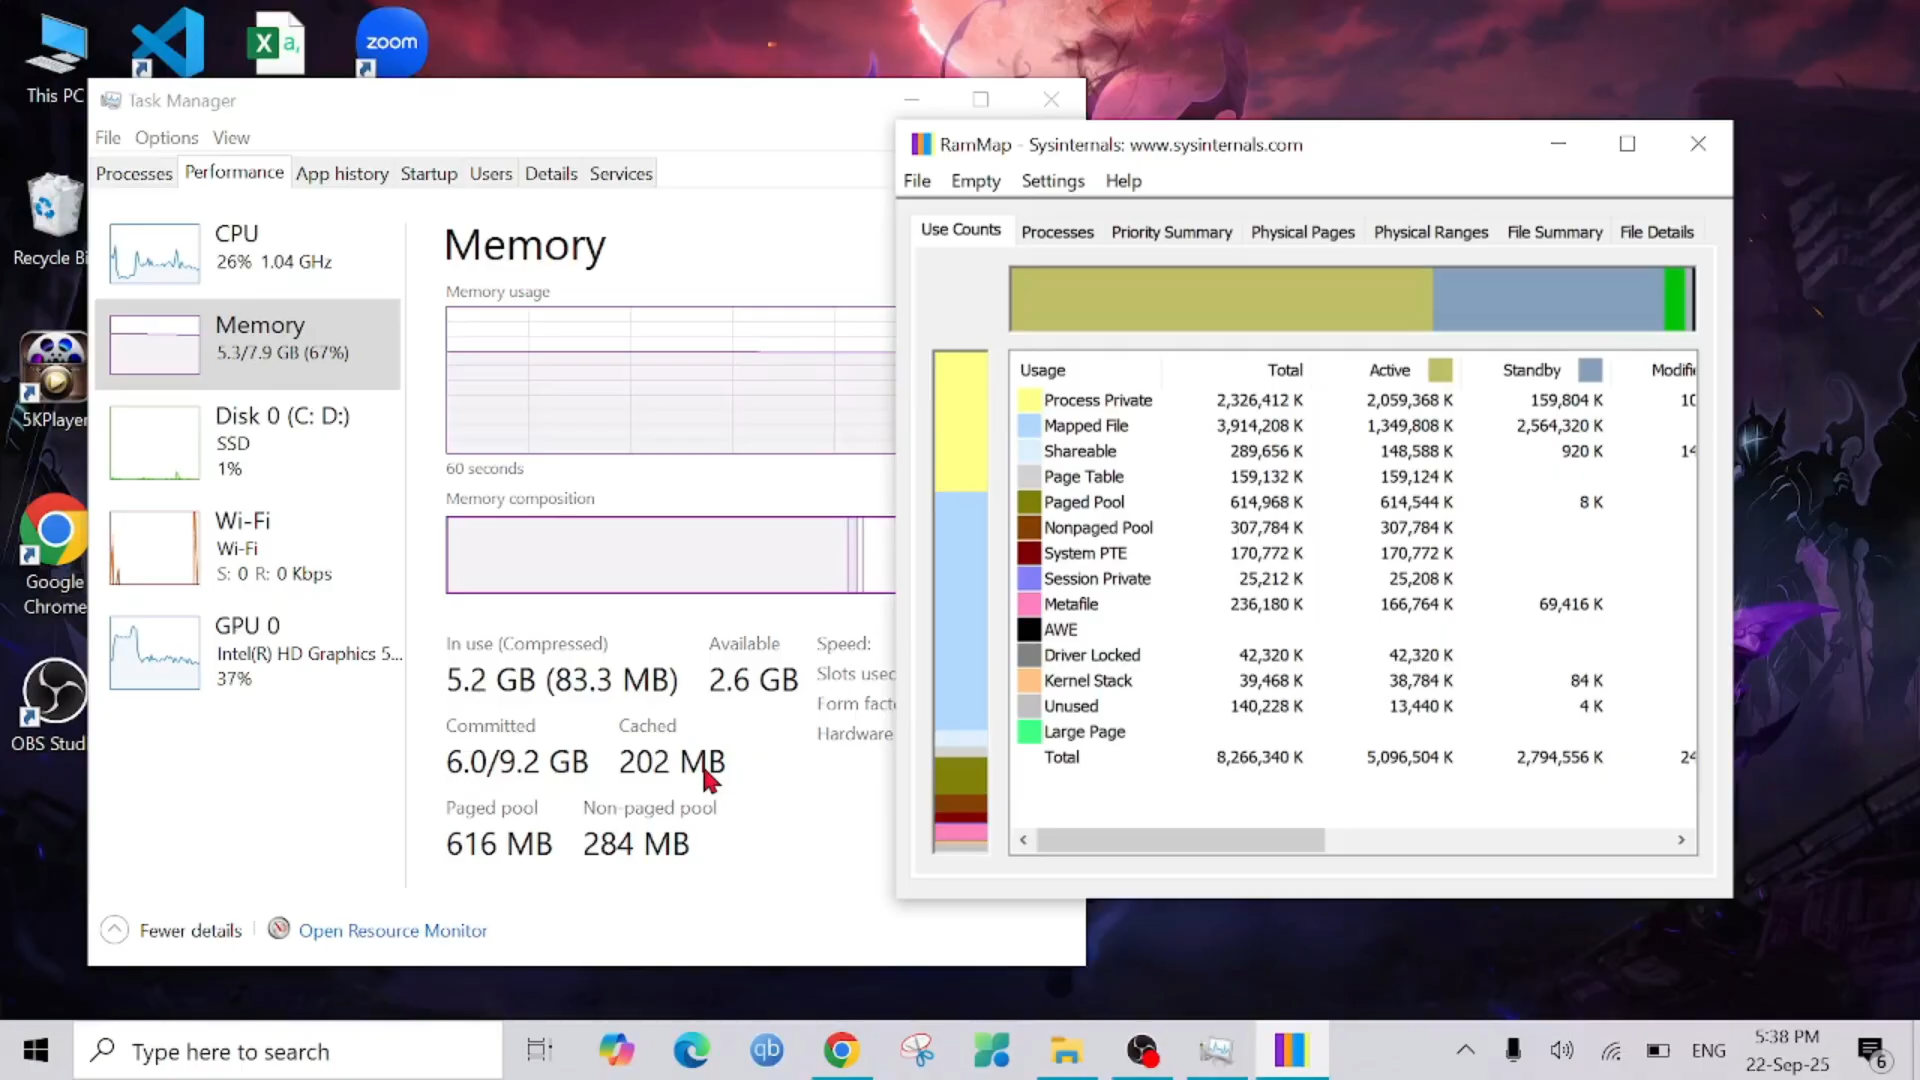 This PC
X a,
zoom
Recycle Bi
5KPlayer
Google
Chrome
OBS Stud
Task Manager
File Options View
Processes Performance App history Startup Users Details Services
CPU
26% 1.04 GHz
Memory
5.3/7.9 GB (67%)
Disk 0 (C: D:)
SSD
1%
Wi-Fi
Wi-Fi
S: 0 R: 0 Kbps
GPU 0
Intel(R) HD Graphics 5...
37%
Memory
Memory usage
60 seconds
Memory composition
In use (Compressed) Available Speed:
5.2 GB (83.3 MB) 2.6 GB Slots used
Committed Cached Form fact
6.0/9.2 GB 202 MB Hardware
Paged pool Non-paged pool
616 MB 284 MB
Fewer details Open Resource Monitor
RamMap - Sysinternals: www.sysinternals.com
File Empty Settings Help
Use Counts Processes Priority Summary Physical Pages Physical Ranges File Summary File Details
Usage Total Active Standby Modifie
Process Private 2,326,412 K 2,059,368 K 159,804 K 10
Mapped File 3,914,208 K 1,349,808 K 2,564,320 K
Shareable 289,656 K 148,588 K 920 K 14
Page Table 159,132 K 159,124 K
Paged Pool 614,968 K 614,544 K 8 K
Nonpaged Pool 307,784 K 307,784 K
System PTE 170,772 K 170,772 K
Session Private 25,212 K 25,208 K
Metafile 236,180 K 166,764 K 69,416 K
AWE
Driver Locked 42,320 K 42,320 K
Kernel Stack 39,468 K 38,784 K 84 K
Unused 140,228 K 13,440 K 4 K
Large Page
Total 8,266,340 K 5,096,504 K 2,794,556 K 24
Type here to search
qb
ENG
5:38 PM
22-Sep-25
6